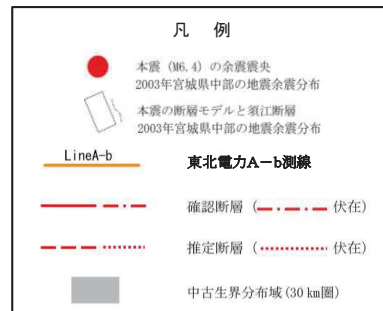 凡 例
本震 (M6.4) の余震震央
2003年宮城県中部の地震余震分布
本震の断層モデルと須江断層
2003年宮城県中部の地震余震分布
LineA-b
東北電力A－b測線
確認断層 ( 伏在)
推定断層 ( 伏在)
中古生界分布域(30 km圏)